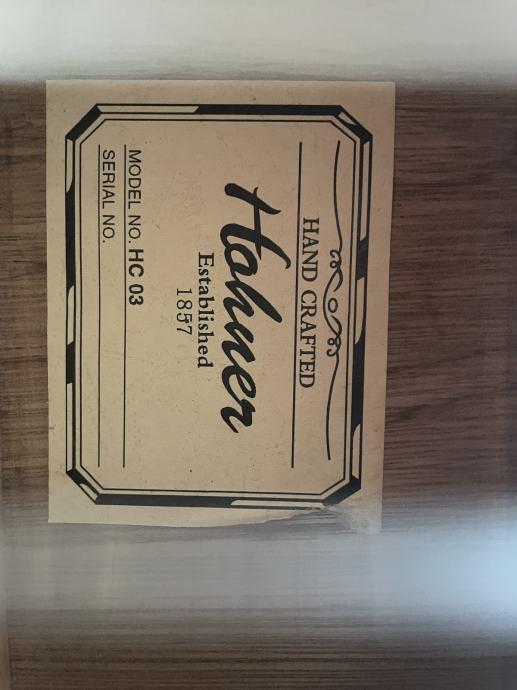 HAND CRAFTED
Hohner
Established
1857
MODEL NO. HC 03
SERIAL NO.